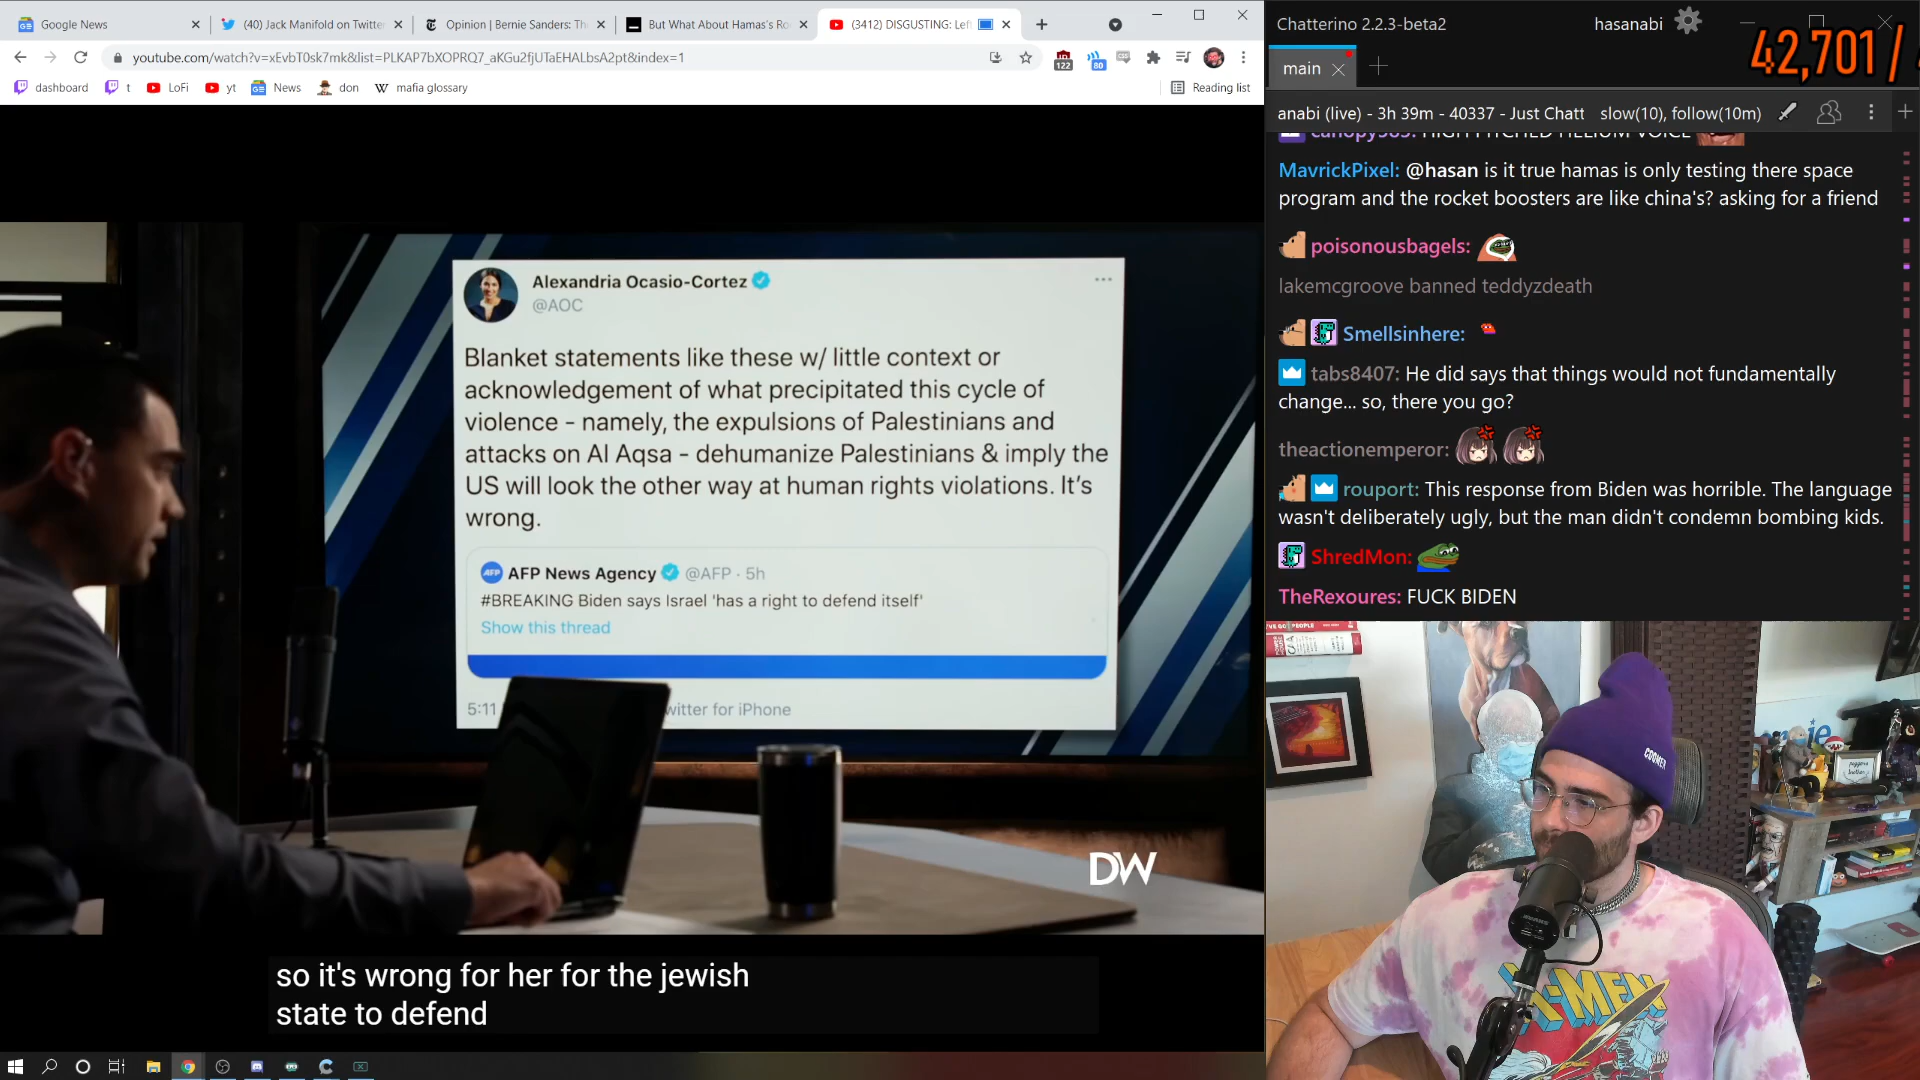 Google News
(40) Jack Manifold on Twitter
Opinion | Bernie Sanders: Th
But What About Hamas's Ro
(3412) DISGUSTING: Lef
youtube.com/watch?v=xEvbT0sk7mk&list=PLKAP7bXOPRQ7_aKGu2fjUTaEHALbsA2pt&index=1
122
80
dashboard
t
LoFi
yt
News
don
mafia glossary
Reading list
Alexandria Ocasio-Cortez
@AOC
Blanket statements like these w/ little context or
acknowledgement of what precipitated this cycle of
violence - namely, the expulsions of Palestinians and
attacks on Al Aqsa - dehumanize Palestinians & imply the
US will look the other way at human rights violations. It's
wrong.
AFP
AFP News Agency @AFP · 5h
#BREAKING Biden says Israel 'has a right to defend itself'
Show this thread
5:11
witter for iPhone
DW
so it's wrong for her for the jewish
state to defend
Chatterino 2.2.3-beta2
hasanabi
42,701 /
main
anabi (live) - 3h 39m - 40337 - Just Chatt
slow(10), follow(10m)
canopy585: HIGH PITCHED HELIUM VOICE
MavrickPixel: @hasan is it true hamas is only testing there space
program and the rocket boosters are like china's? asking for a friend
poisonousbagels:
lakemcgroove banned teddyzdeath
Smellsinhere:
tabs8407: He did says that things would not fundamentally
change... so, there you go?
theactionemperor:
rouport: This response from Biden was horrible. The language
wasn't deliberately ugly, but the man didn't condemn bombing kids.
ShredMon:
TheRexoures: FUCK BIDEN
COOMER
X-MEN